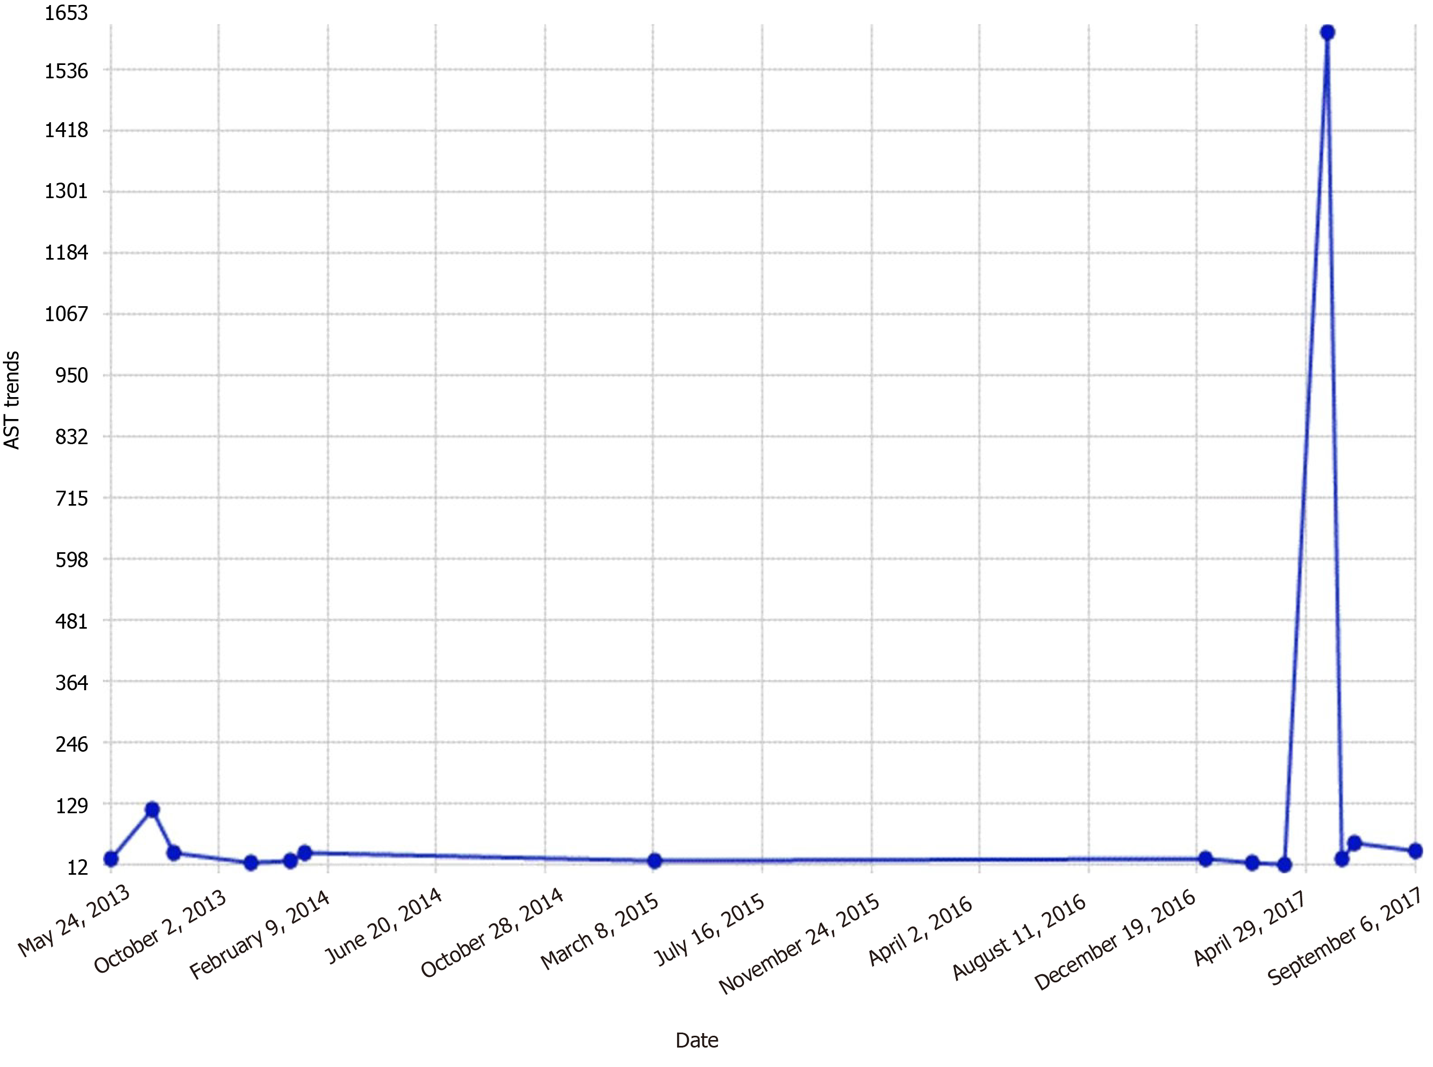 1653
1536
1418
1301
1184
1067
950
832
715
598
481
364
246
129
12
AST trends
May 24, 2013
October 2, 2013
February 9, 2014
June 20, 2014
October 28, 2014
March 8, 2015
July 16, 2015
November 24, 2015
April 2, 2016
August 11, 2016
December 19, 2016
April 29, 2017
September 6, 2017
Date